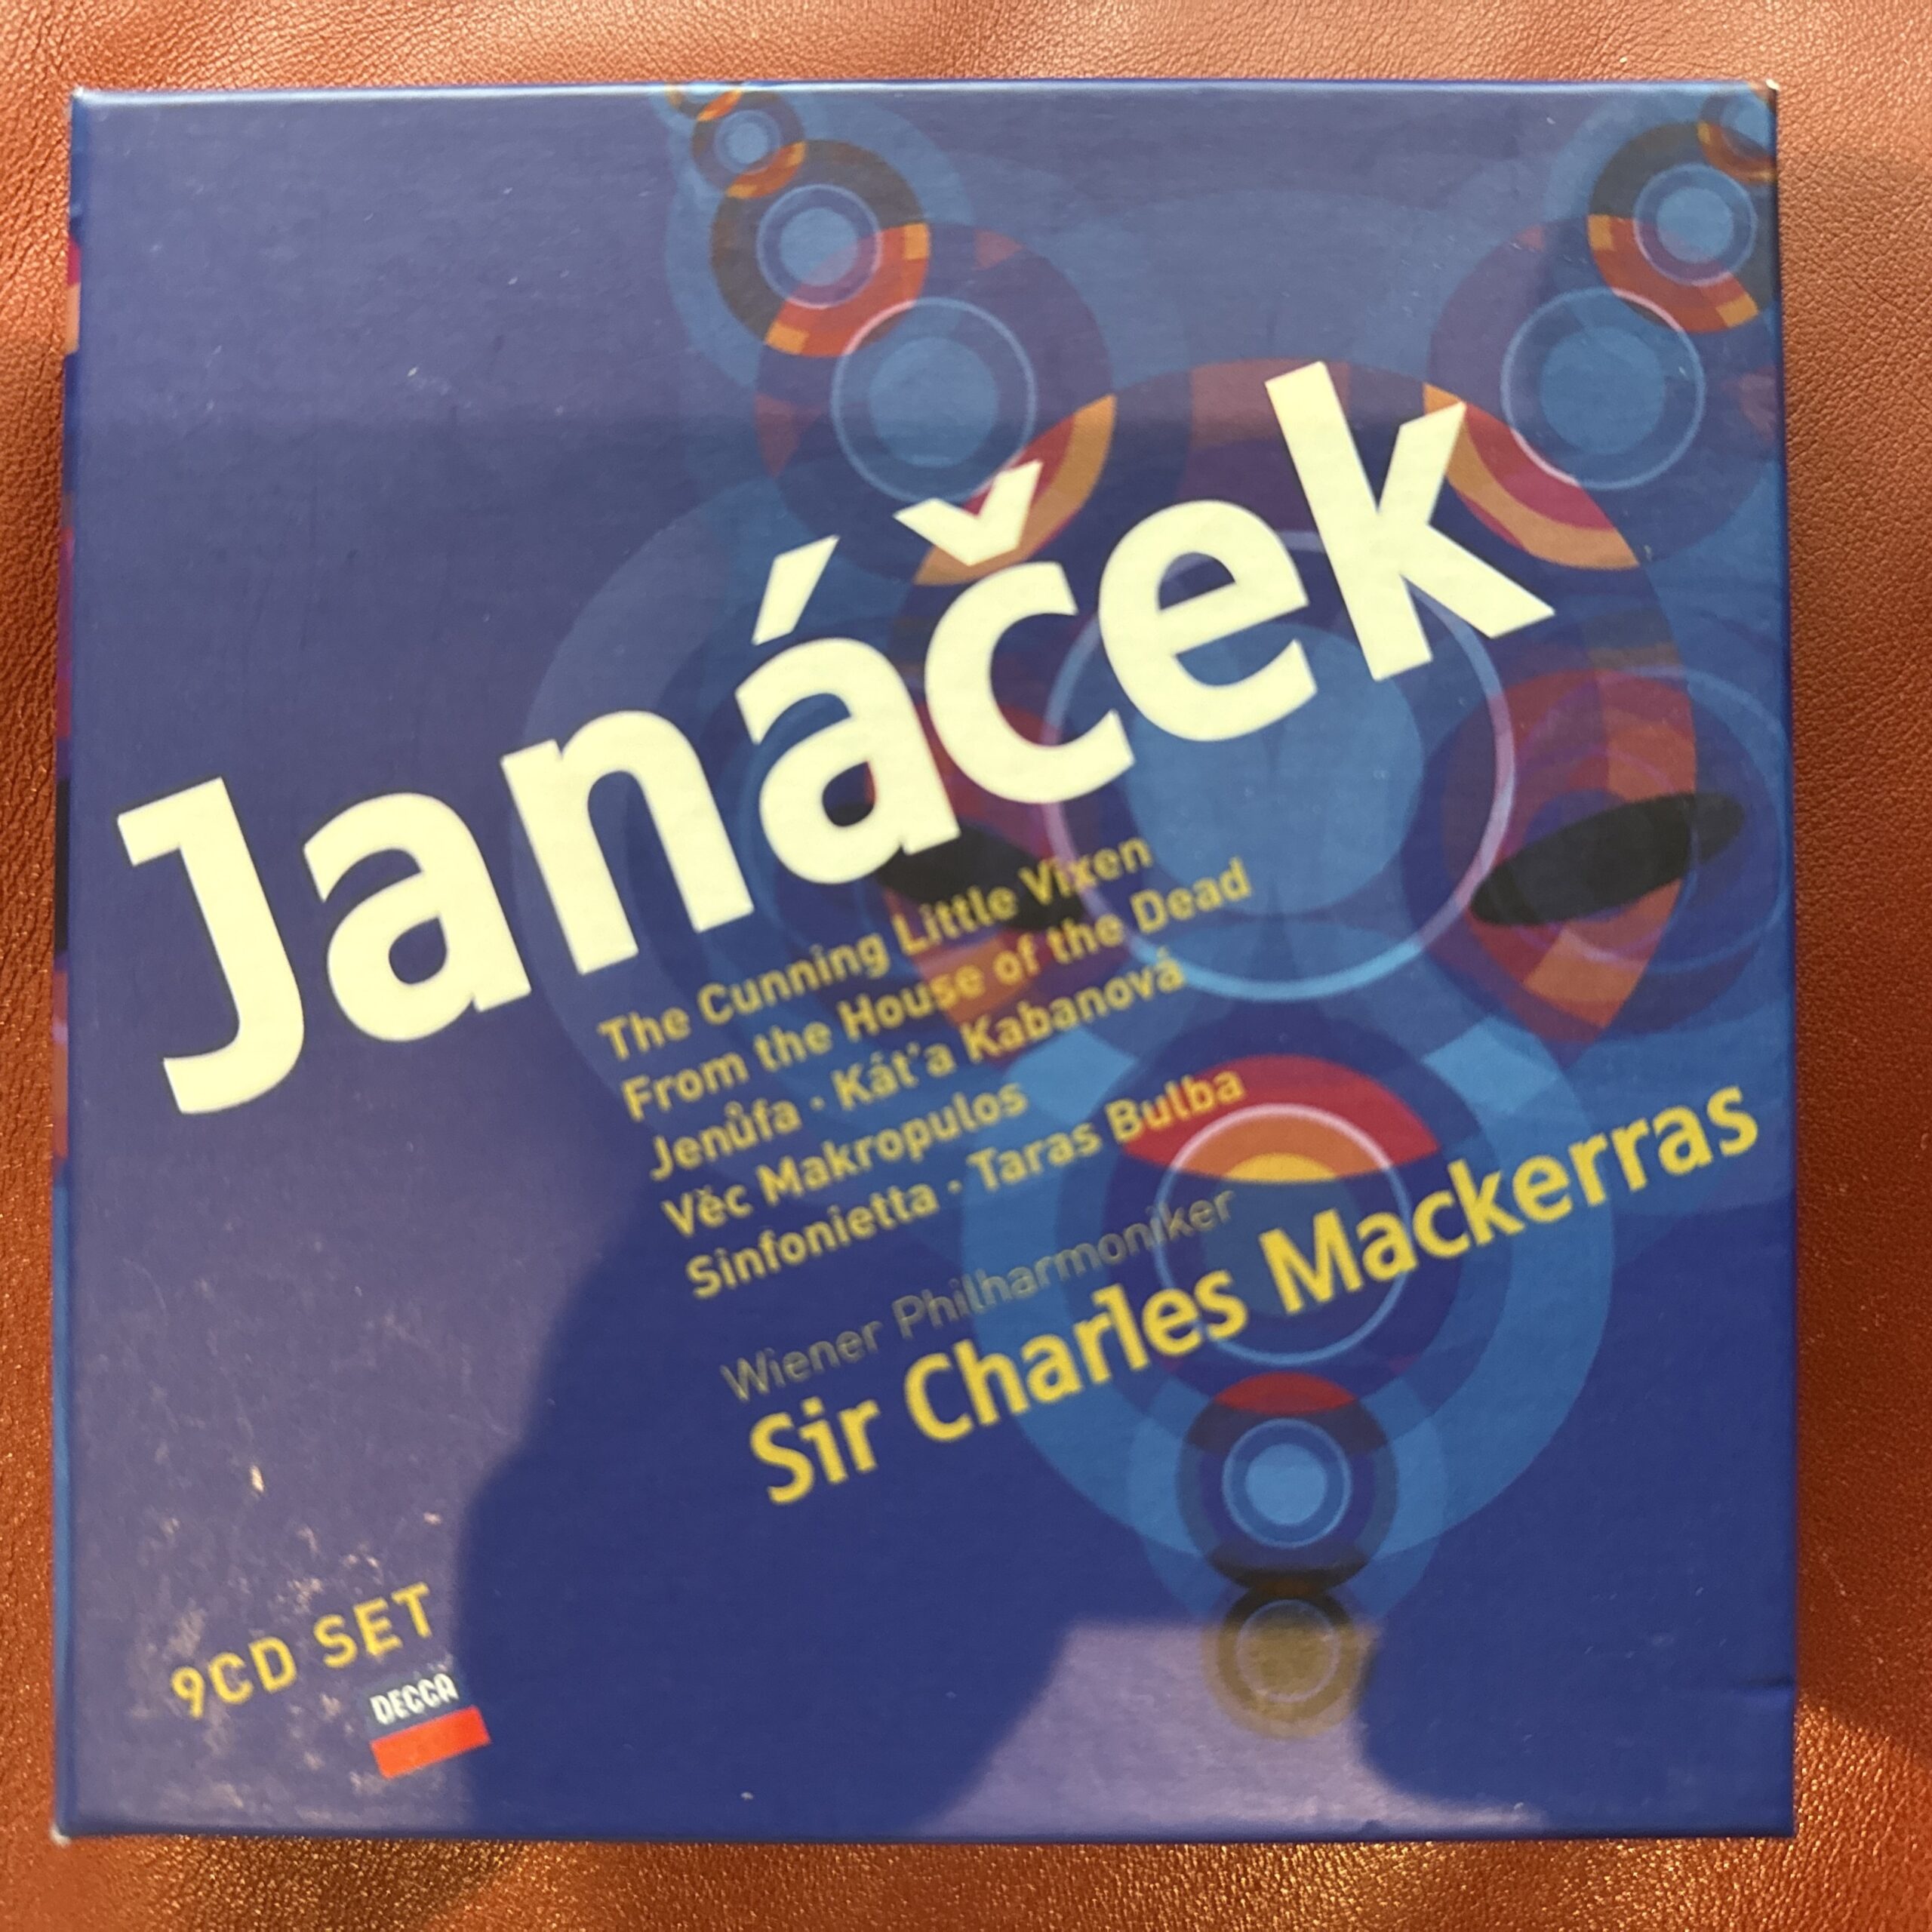 Janáček
The Cunning Little Vixen
From the House of the Dead
Jenůfa · Kát'a Kabanová
Věc Makropulos
Sinfonietta · Taras Bulba
Wiener Philharmoniker
Sir Charles Mackerras
9CD SET
DECCA